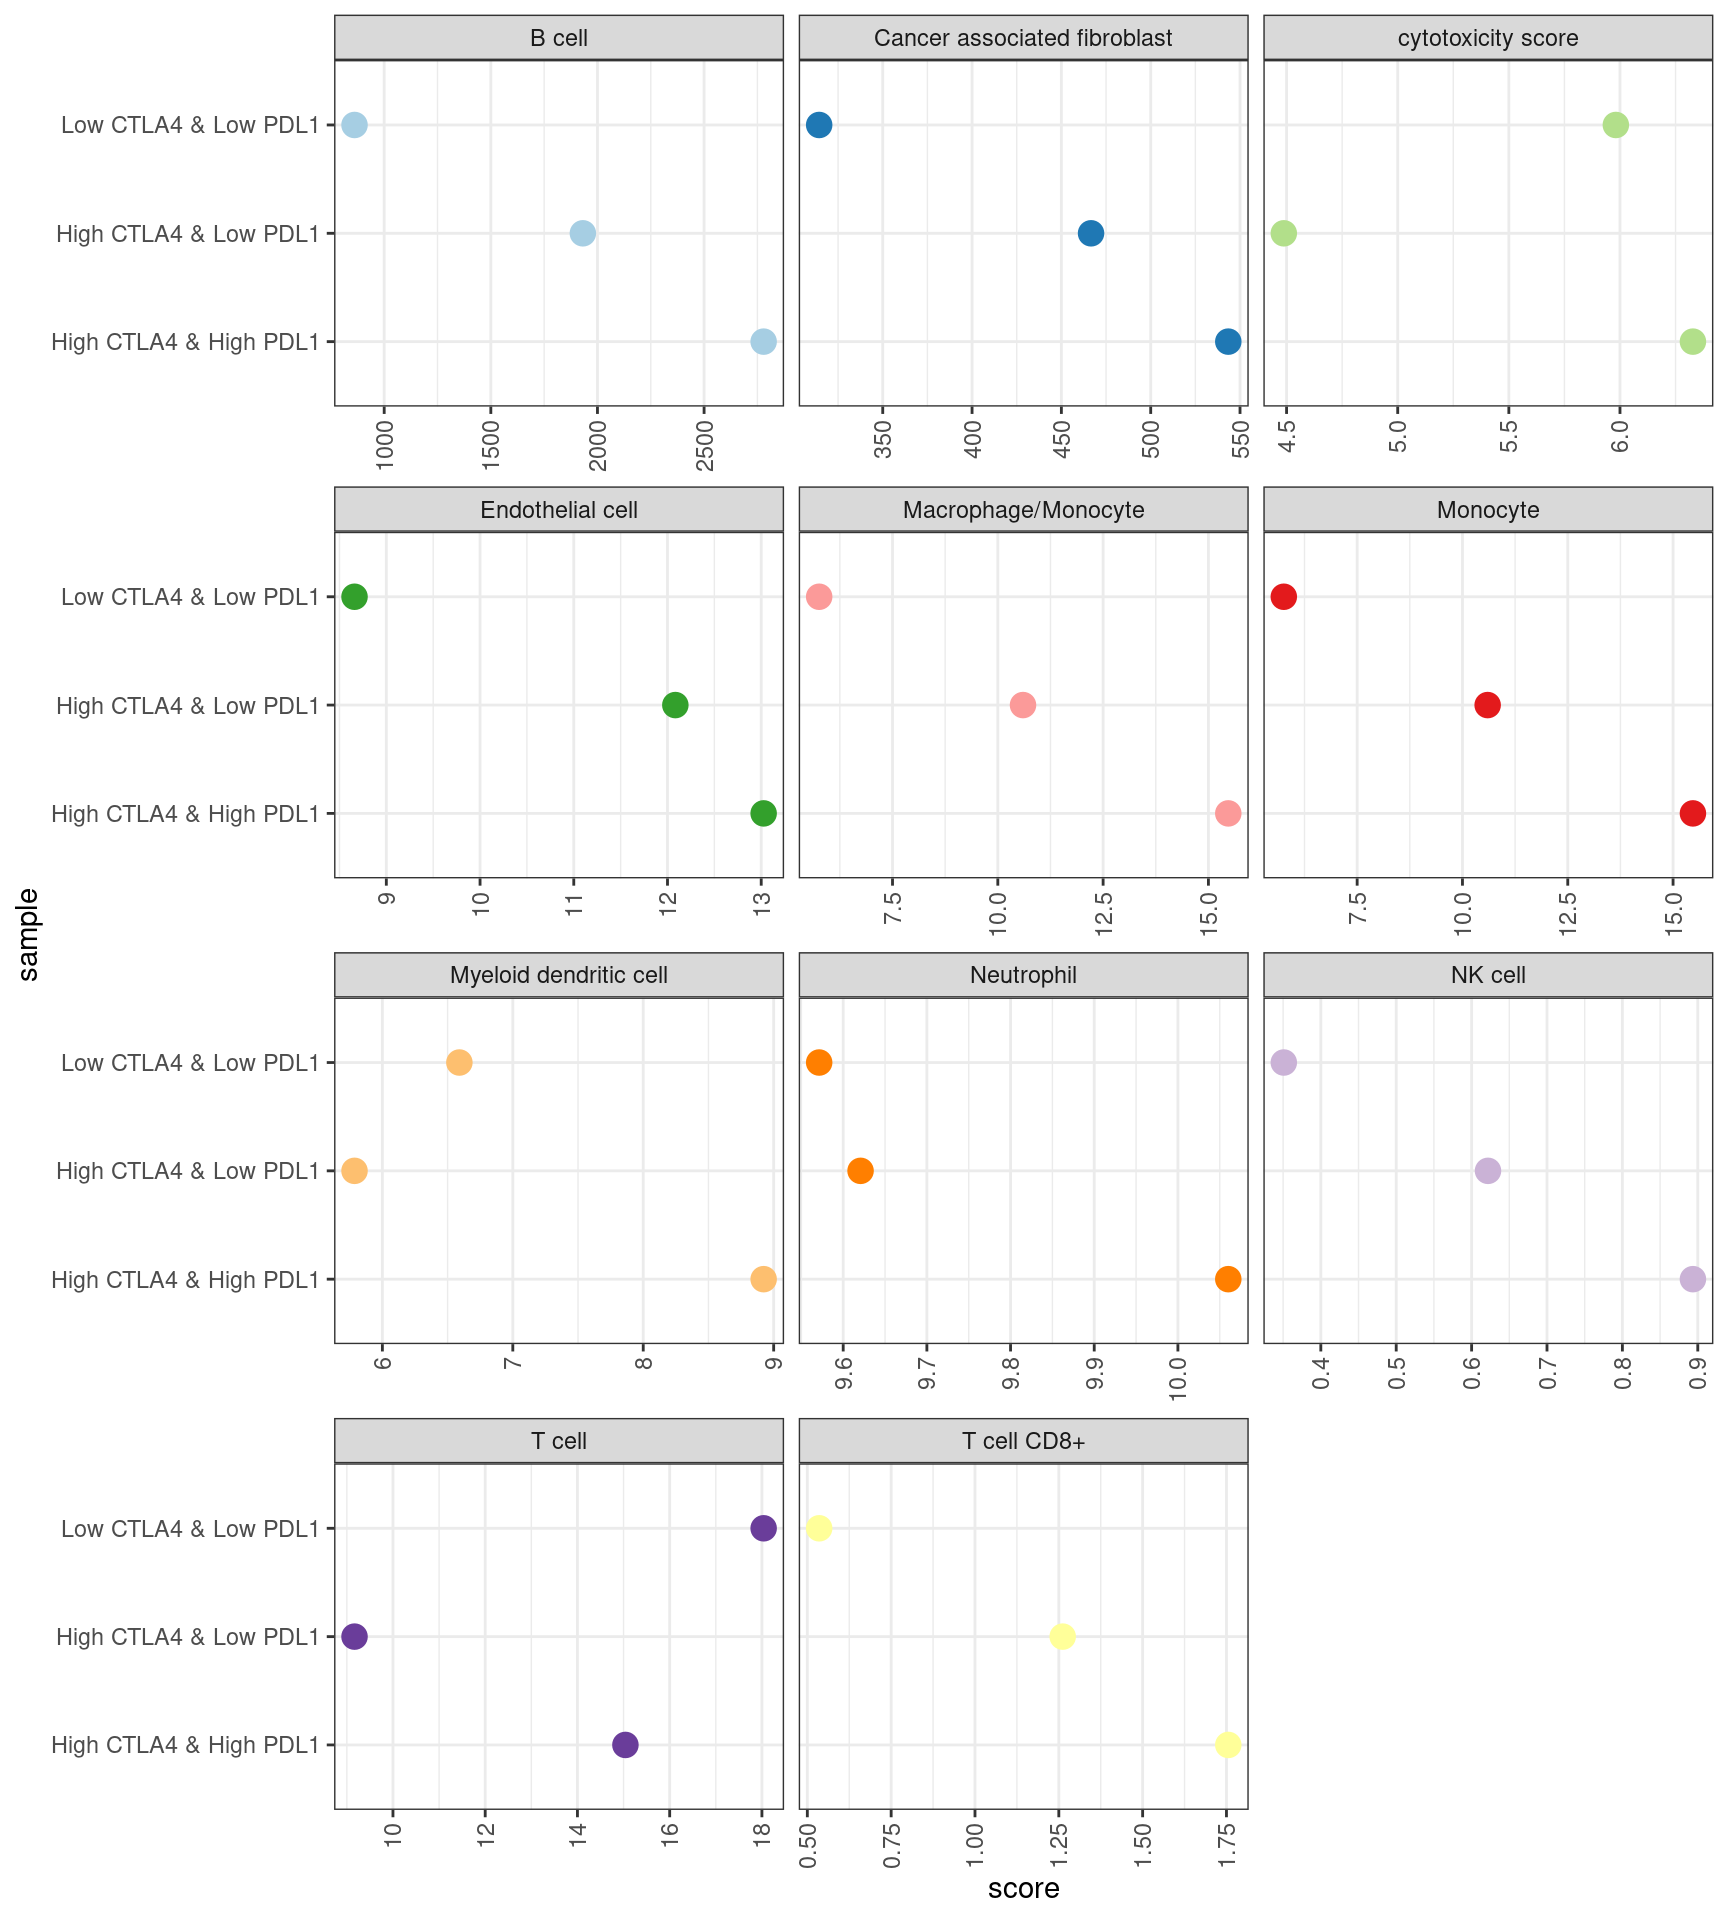 B cell
Cancer associated fibroblast
cytotoxicity score
Low CTLA4 & Low PDL1
High CTLA4 & Low PDL1
High CTLA4 & High PDL1
1000 1500 2000 2500
350 400 450 500 550
4.5 5.0 5.5 6.0
Endothelial cell
Macrophage/Monocyte
Monocyte
Low CTLA4 & Low PDL1
High CTLA4 & Low PDL1
High CTLA4 & High PDL1
9 10 11 12 13
7.5 10.0 12.5 15.0
7.5 10.0 12.5 15.0
sample
Myeloid dendritic cell
Neutrophil
NK cell
Low CTLA4 & Low PDL1
High CTLA4 & Low PDL1
High CTLA4 & High PDL1
6 7 8 9
9.6 9.7 9.8 9.9 10.0
0.4 0.5 0.6 0.7 0.8 0.9
T cell
T cell CD8+
Low CTLA4 & Low PDL1
High CTLA4 & Low PDL1
High CTLA4 & High PDL1
10 12 14 16 18
0.50 0.75 1.00 1.25 1.50 1.75
score